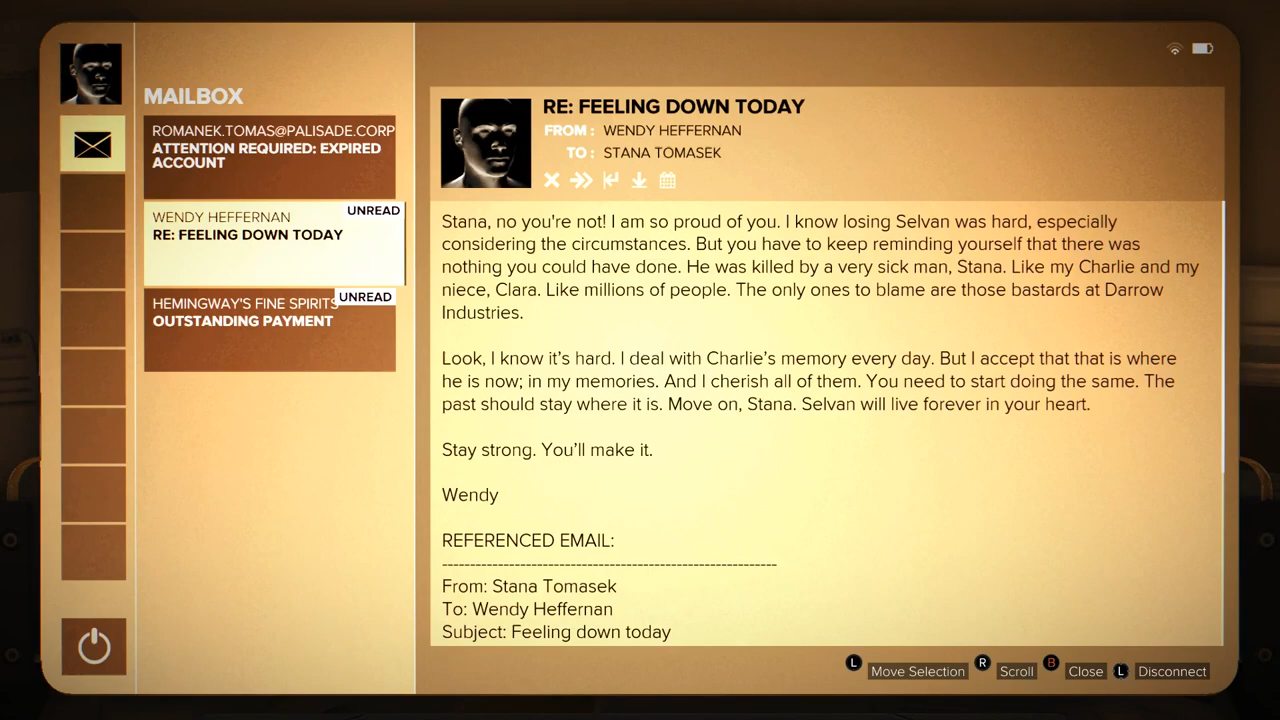 MAILBOX
ROMANEK.TOMAS@PALISADE.CORP
ATTENTION REQUIRED: EXPIRED
ACCOUNT
UNREAD
WENDY HEFFERNAN
RE: FEELING DOWN TODAY
UNREAD
HEMINGWAY'S FINE SPIRITS
OUTSTANDING PAYMENT
RE: FEELING DOWN TODAY
FROM : WENDY HEFFERNAN
TO : STANA TOMASEK
Stana, no you're not! I am so proud of you. I know losing Selvan was hard, especially
considering the circumstances. But you have to keep reminding yourself that there was
nothing you could have done. He was killed by a very sick man, Stana. Like my Charlie and my
niece, Clara. Like millions of people. The only ones to blame are those bastards at Darrow
Industries.
Look, I know it's hard. I deal with Charlie's memory every day. But I accept that that is where
he is now; in my memories. And I cherish all of them. You need to start doing the same. The
past should stay where it is. Move on, Stana. Selvan will live forever in your heart.
Stay strong. You'll make it.
Wendy
REFERENCED EMAIL:
------------------------------------------------------------
From: Stana Tomasek
To: Wendy Heffernan
Subject: Feeling down today
L Move Selection R Scroll B Close L Disconnect